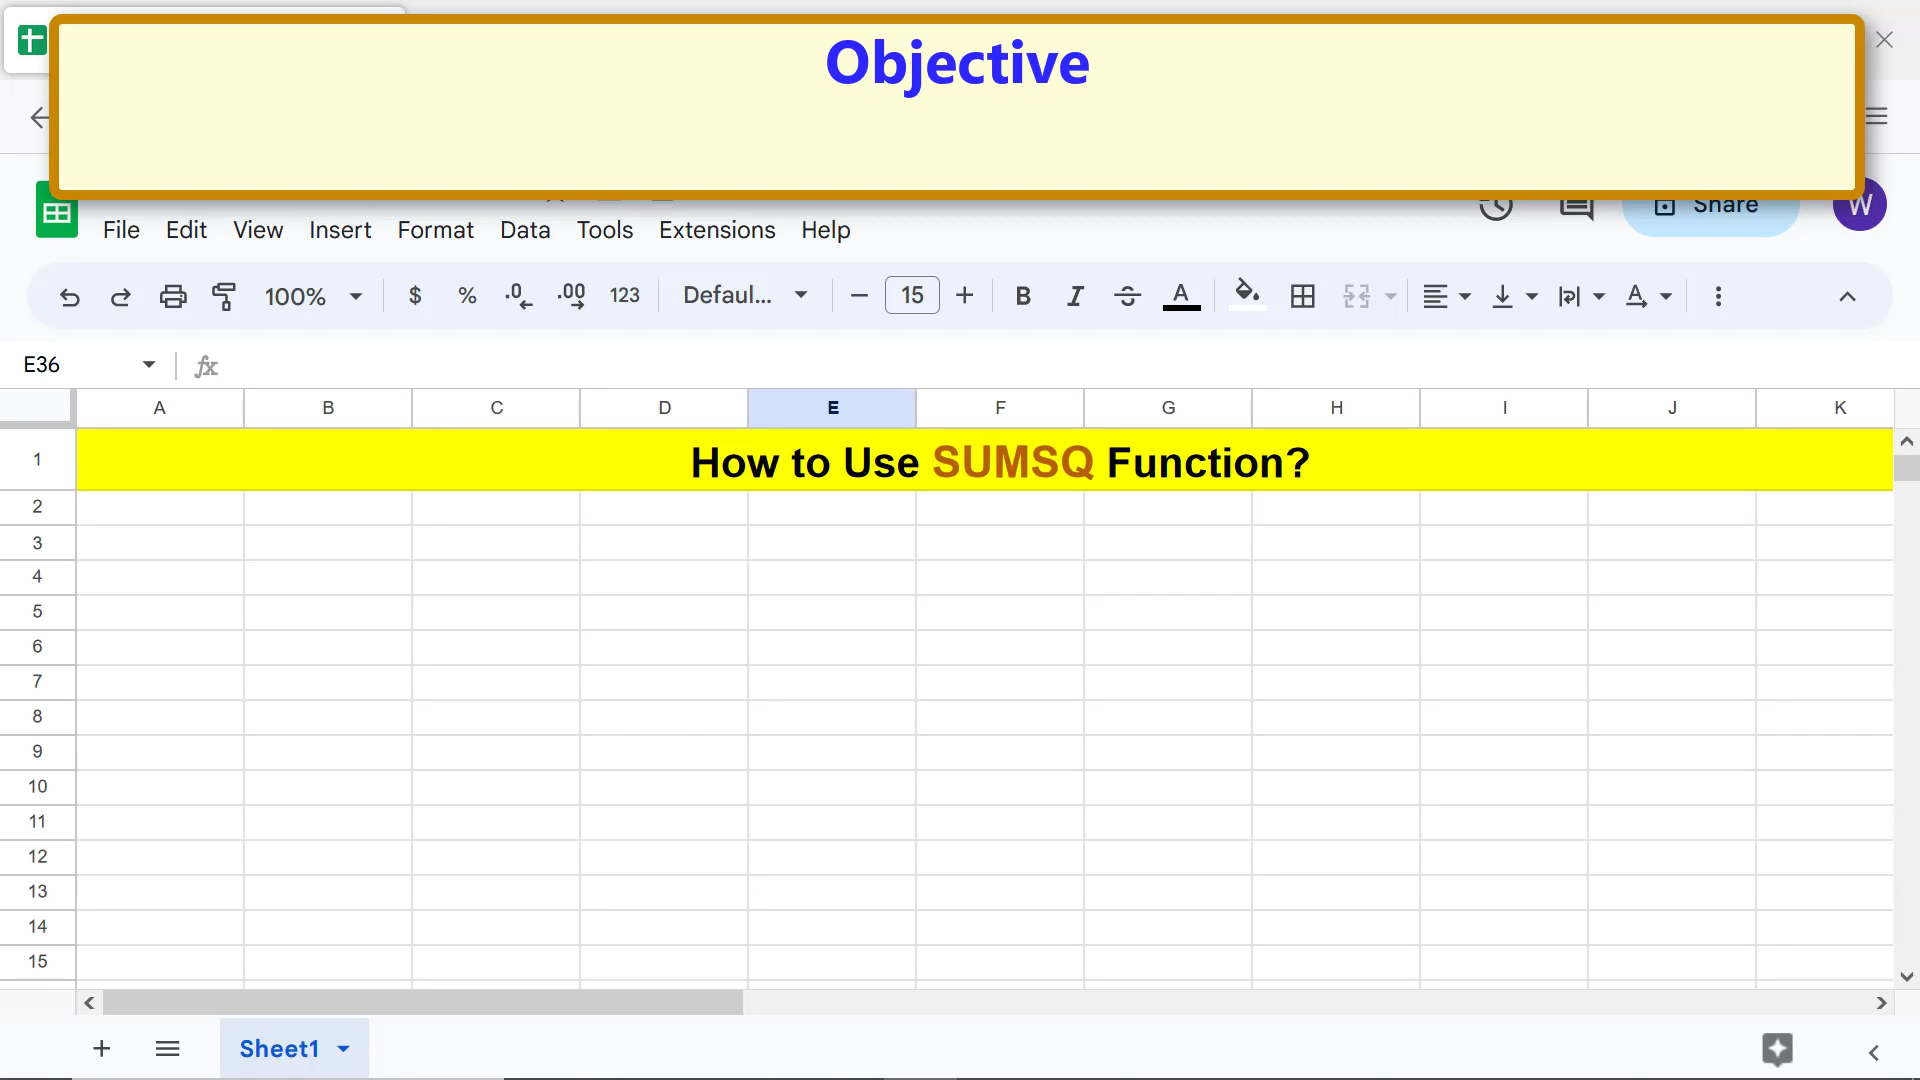 Objective
Share
W
File Edit View Insert Format Data Tools Extensions Help
100% $ % .0 .00 123 Defaul... 15 B I S A A
E36 fx
A B C D E F G H I J K
1 How to Use SUMSQ Function?
2
3
4
5
6
7
8
9
10
11
12
13
14
15
Sheet1